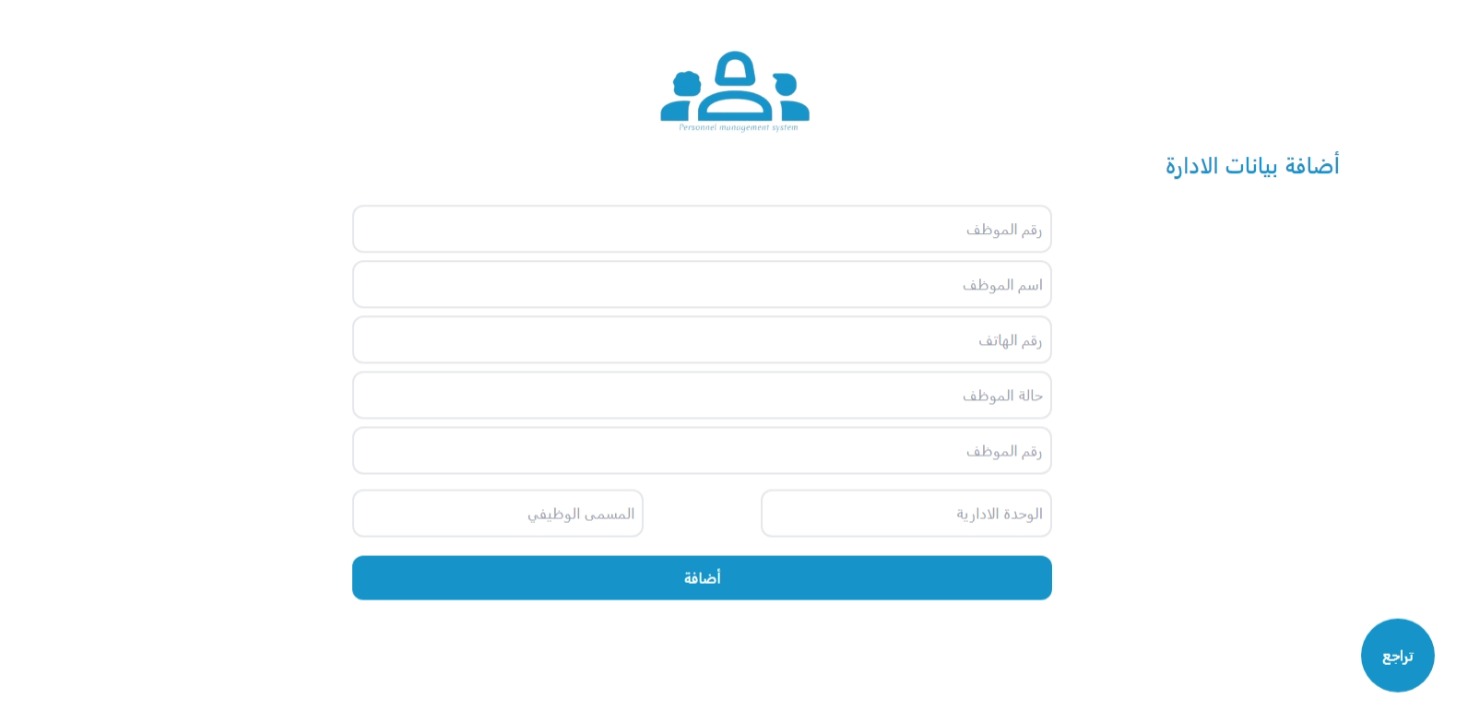 Personnel management system
أضافة بيانات الادارة
رقم الموظف
اسم الموظف
رقم الهاتف
حالة الموظف
رقم الموظف
الوحدة الادارية
المسمى الوظيفي
أضافة
تراجع